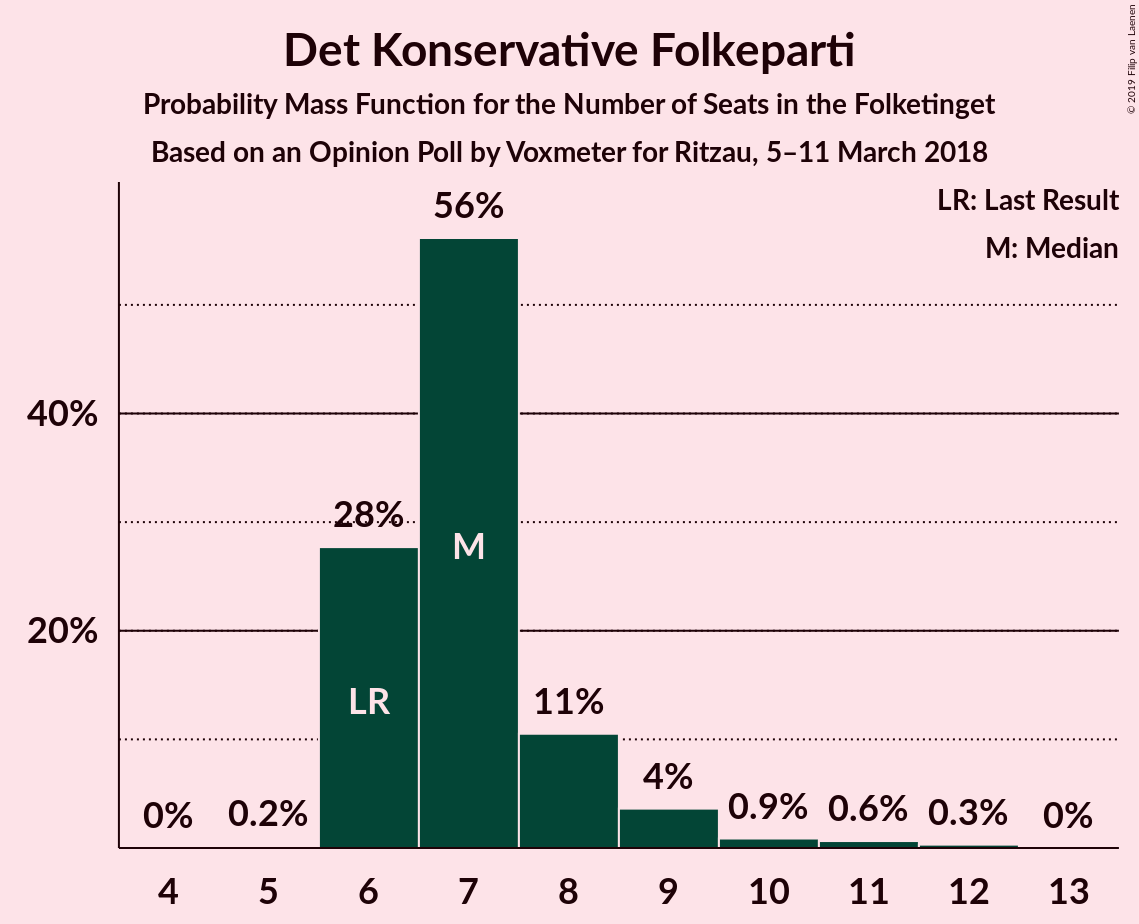 Det Konservative Folkeparti
Probability Mass Function for the Number of Seats in the Folketinget
Based on an Opinion Poll by Voxmeter for Ritzau, 5–11 March 2018
© 2019 Filip van Laenen
LR: Last Result
M: Median
56%
40%
28%
M
20%
LR
11%
4%
0%
0.2%
0.9%
0.6%
0.3%
0%
4 5 6 7 8 9 10 11 12 13